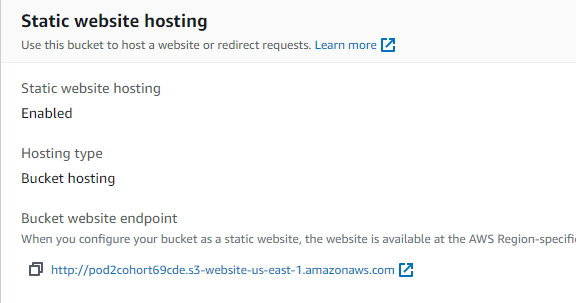 Static website hosting
Use this bucket to host a website or redirect requests. Learn more
Static website hosting
Enabled
Hosting type
Bucket hosting
Bucket website endpoint
When you configure your bucket as a static website, the website is available at the AWS Region-specifi
http://pod2cohort69cde.s3-website-us-east-1.amazonaws.com